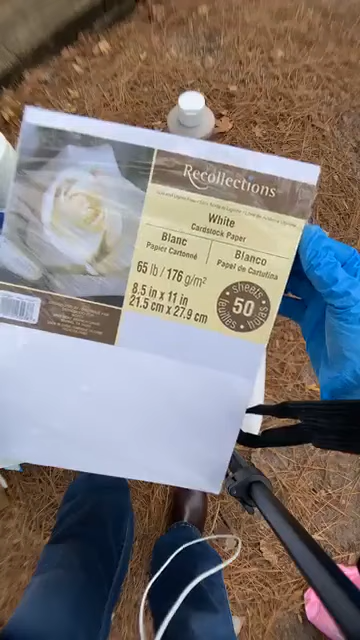 Recollections
White
Cardstock Paper
Blanc
Papier Cartonné
Blanco
Papel de Cartulina
65 lb / 176 g/m²
8.5 in x 11 in
21.5 cm x 27.9 cm
sheets
50
feuilles
hojas